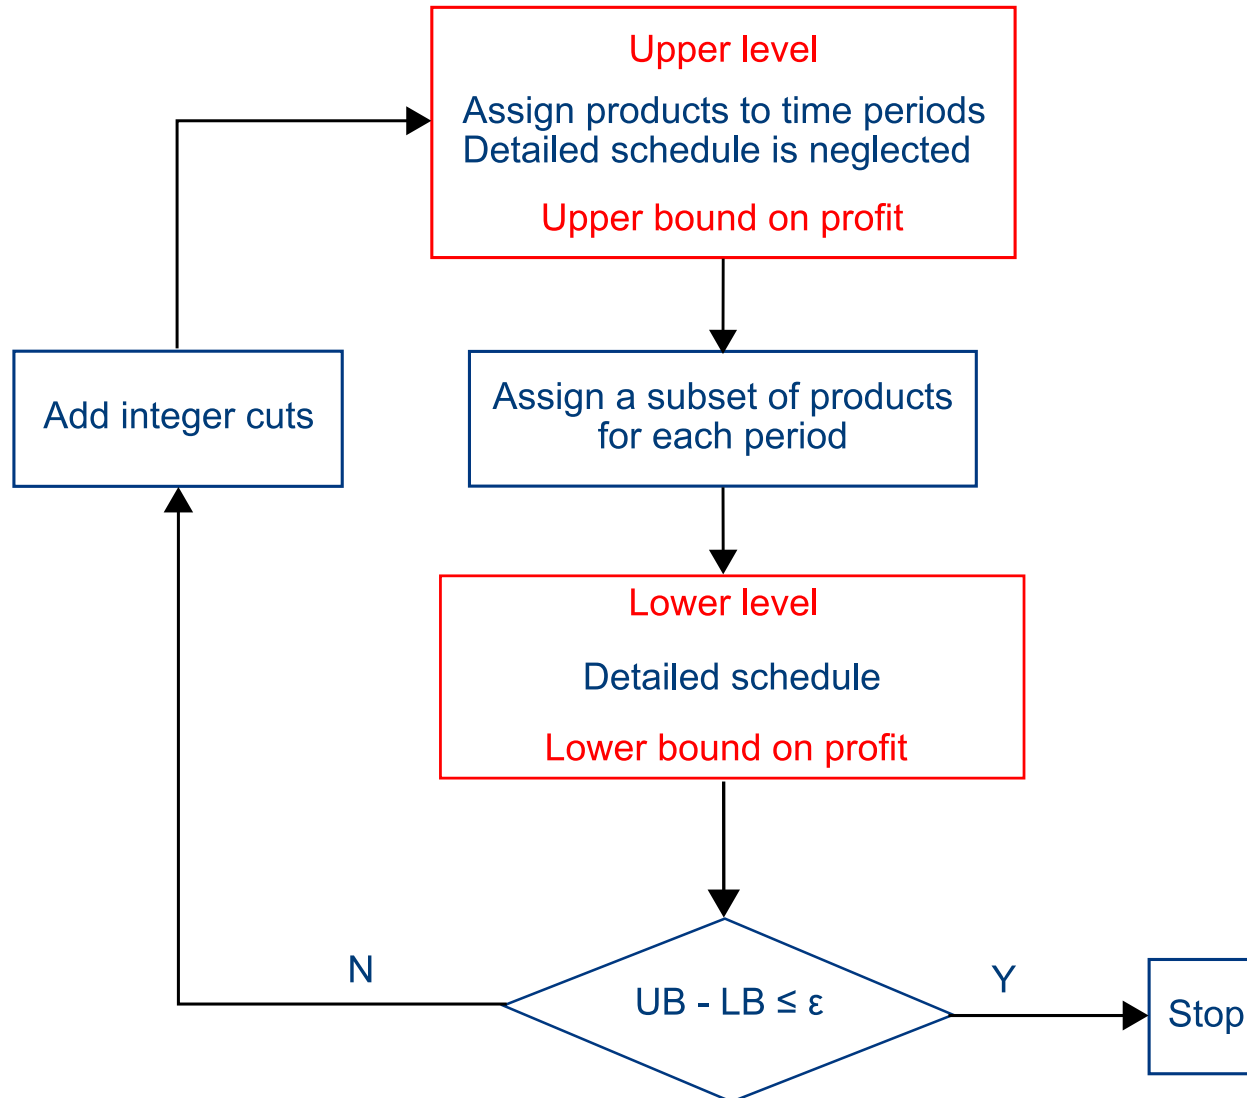 Upper level
Assign products to time periods
Detailed schedule is neglected
Upper bound on profit
Add integer cuts
Assign a subset of products
for each period
Lower level
Detailed schedule
Lower bound on profit
N
UB - LB ≤ ε
Y
Stop